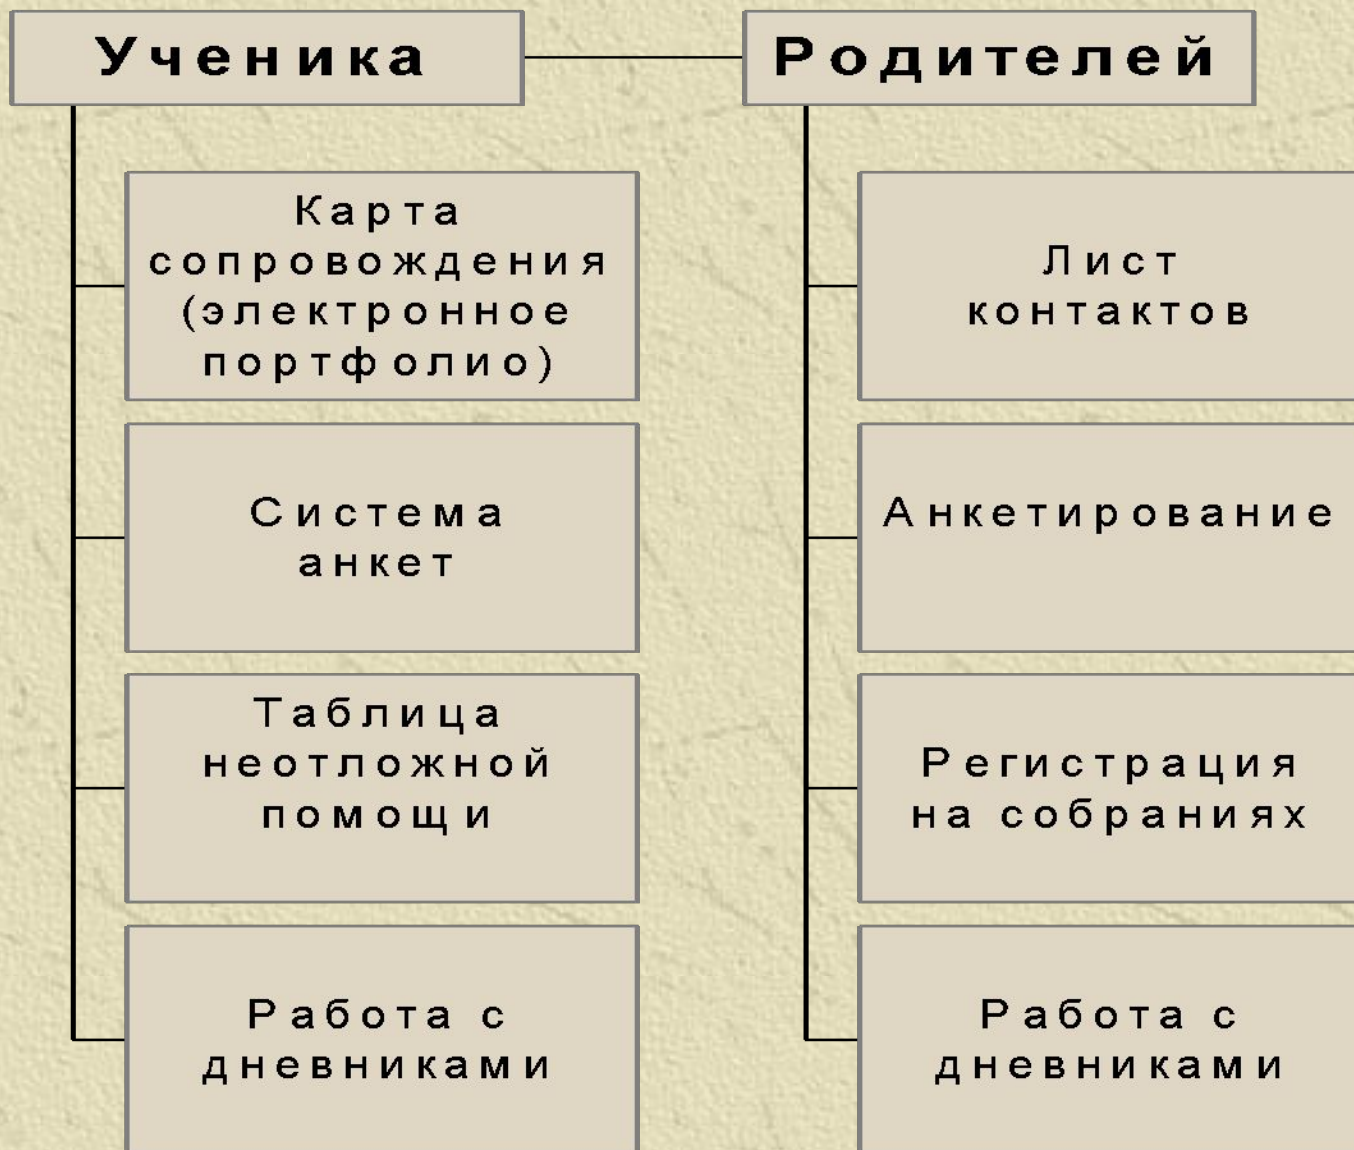 Ученика
Карта
сопровождения
(электронное
портфолио)
Система
анкет
Таблица
неотложной
помощи
Работа с
дневниками
Родителей
Лист
контактов
Анкетирование
Регистрация
на собраниях
Работа с
дневниками